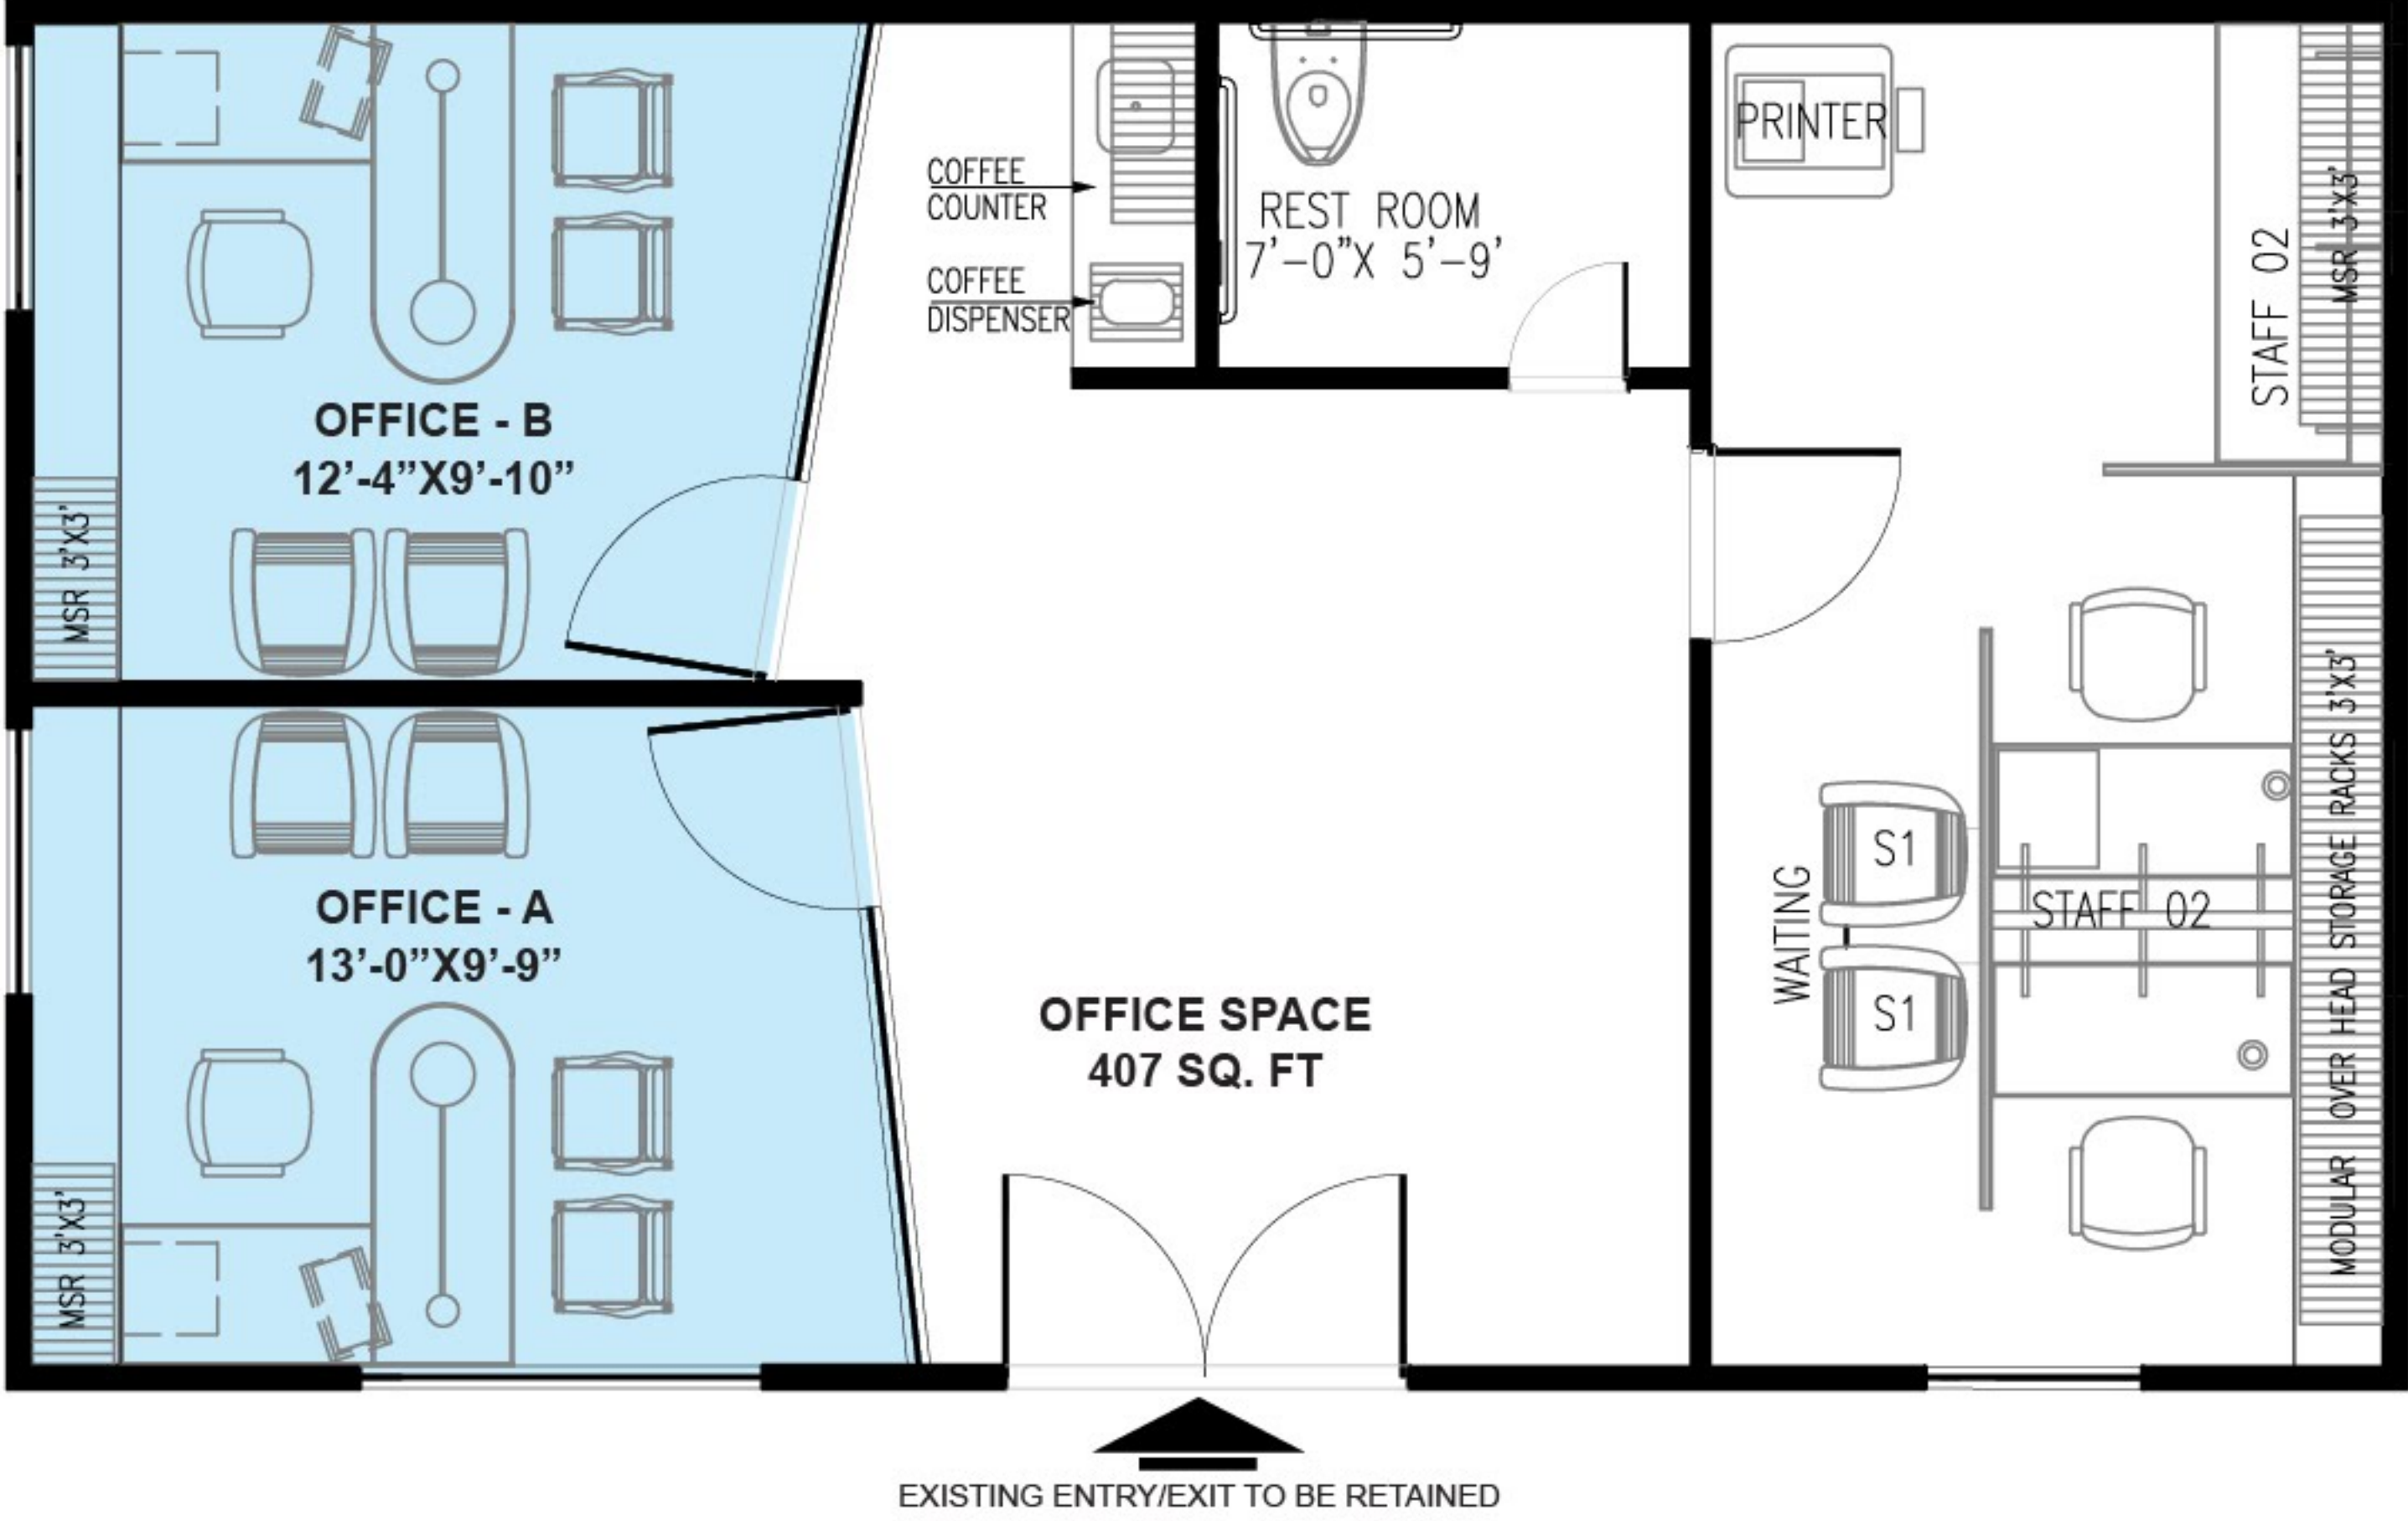 PRINTER
COFFEE
COUNTER
REST ROOM
7'-0"X 5'-9'
COFFEE
DISPENSER
STAFF 02
MSR 3'X3'
OFFICE - B
12'-4”X9'-10”
MSR 3'X3'
OFFICE - A
13'-0”X9'-9”
MSR 3'X3'
OFFICE SPACE
407 SQ. FT
WAITING
S1
S1
STAFF 02
MODULAR OVER HEAD STORAGE RACKS 3'X3'
EXISTING ENTRY/EXIT TO BE RETAINED